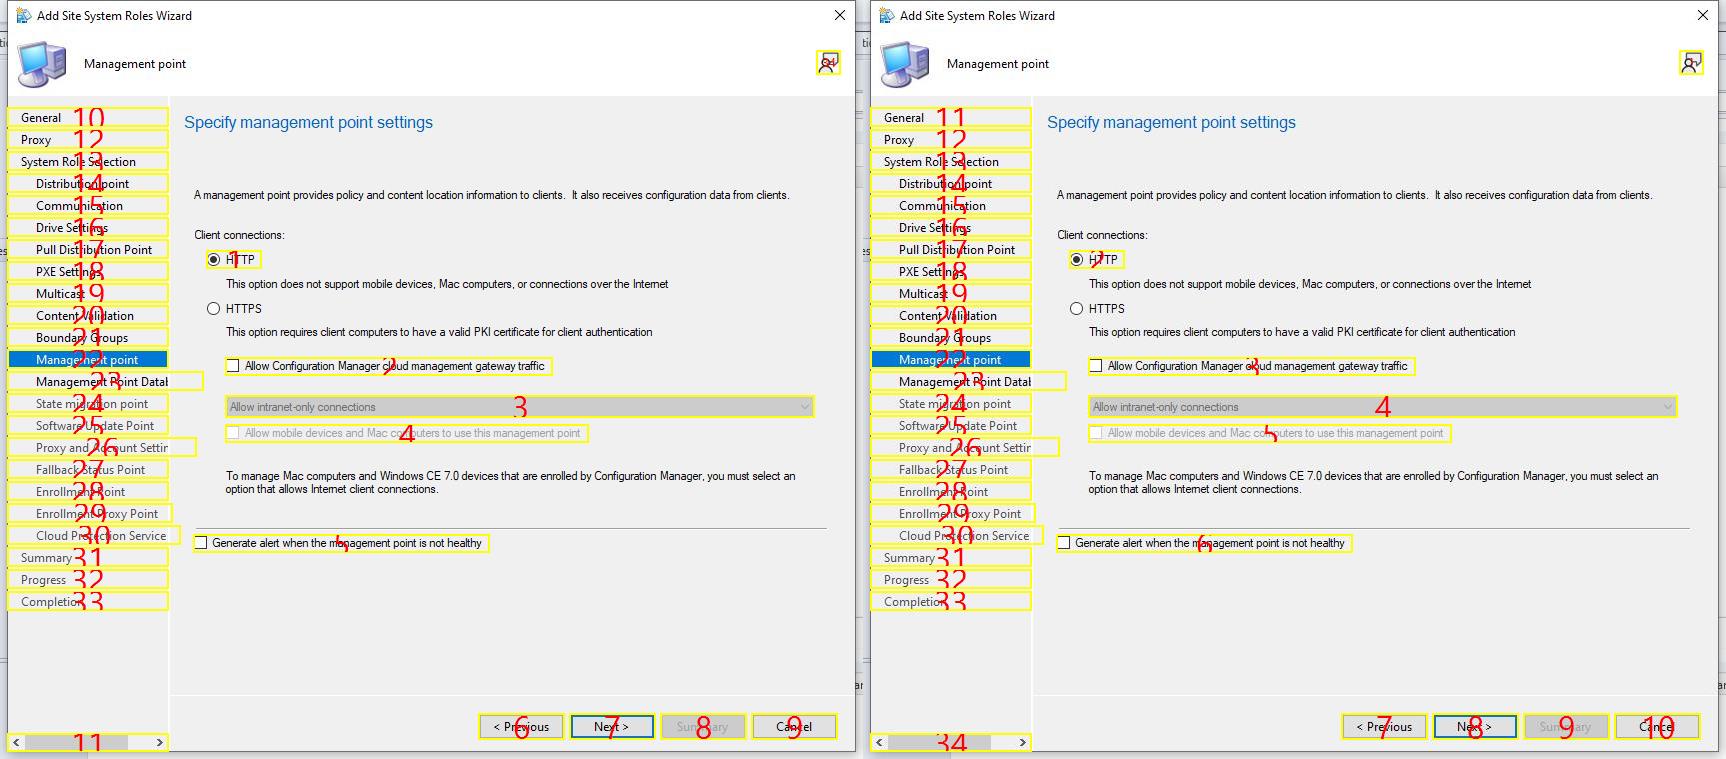 Add Site System Roles Wizard
Management point
34
General 10
Proxy 12
System Role Selection 13
Distribution point 14
Communication 15
Drive Settings 16
Pull Distribution Point 17
PXE Settings 18
Multicast 19
Content Validation 20
Boundary Groups 21
Management point 22
Management Point Datab 23
State migration point 24
Software Update Point 25
Proxy and Account Settin 26
Fallback Status Point 27
Enrollment Point 28
Enrollment Proxy Point 29
Cloud Protection Service 30
Summary 31
Progress 32
Completion 33
11
Specify management point settings
A management point provides policy and content location information to clients.  It also receives configuration data from clients.
Client connections:
HTTP 1
This option does not support mobile devices, Mac computers, or connections over the Internet
HTTPS
This option requires client computers to have a valid PKI certificate for client authentication
Allow Configuration Manager cloud management gateway traffic 2
Allow intranet-only connections 3
Allow mobile devices and Mac computers to use this management point 4
To manage Mac computers and Windows CE 7.0 devices that are enrolled by Configuration Manager, you must select an
option that allows Internet client connections.
Generate alert when the management point is not healthy 5
< Previous 6
Next > 7
Summary 8
Cancel 9
Add Site System Roles Wizard
Management point
General 11
Proxy 12
System Role Selection 13
Distribution point 14
Communication 15
Drive Settings 16
Pull Distribution Point 17
PXE Settings 18
Multicast 19
Content Validation 20
Boundary Groups 21
Management point 22
Management Point Datab 23
State migration point 24
Software Update Point 25
Proxy and Account Settin 26
Fallback Status Point 27
Enrollment Point 28
Enrollment Proxy Point 29
Cloud Protection Service 30
Summary 31
Progress 32
Completion 33
34
Specify management point settings
A management point provides policy and content location information to clients.  It also receives configuration data from clients.
Client connections:
HTTP 2
This option does not support mobile devices, Mac computers, or connections over the Internet
HTTPS
This option requires client computers to have a valid PKI certificate for client authentication
Allow Configuration Manager cloud management gateway traffic 3
Allow intranet-only connections 4
Allow mobile devices and Mac computers to use this management point 5
To manage Mac computers and Windows CE 7.0 devices that are enrolled by Configuration Manager, you must select an
option that allows Internet client connections.
Generate alert when the management point is not healthy 6
< Previous 7
Next > 8
Summary 9
Cancel 10